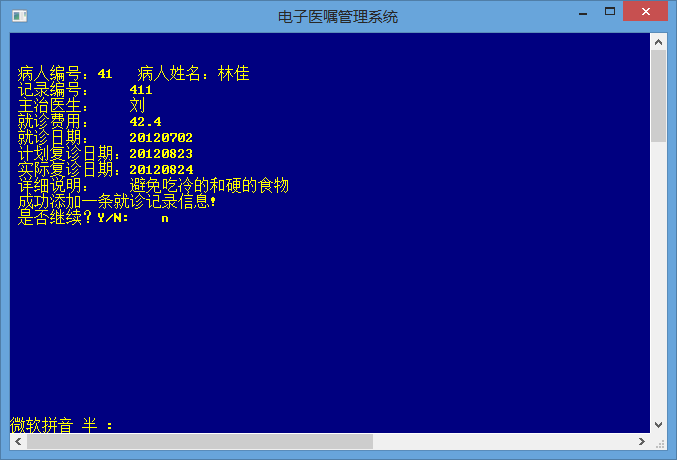 电子医嘱管理系统
病人编号：41 病人姓名：林佳
记录编号： 411
主治医生： 刘
就诊费用： 42.4
就诊日期： 20120702
计划复诊日期：20120823
实际复诊日期：20120824
详细说明： 避免吃冷的和硬的食物
成功添加一条就诊记录信息！
是否继续？Y/N： n
微软拼音 半 ：